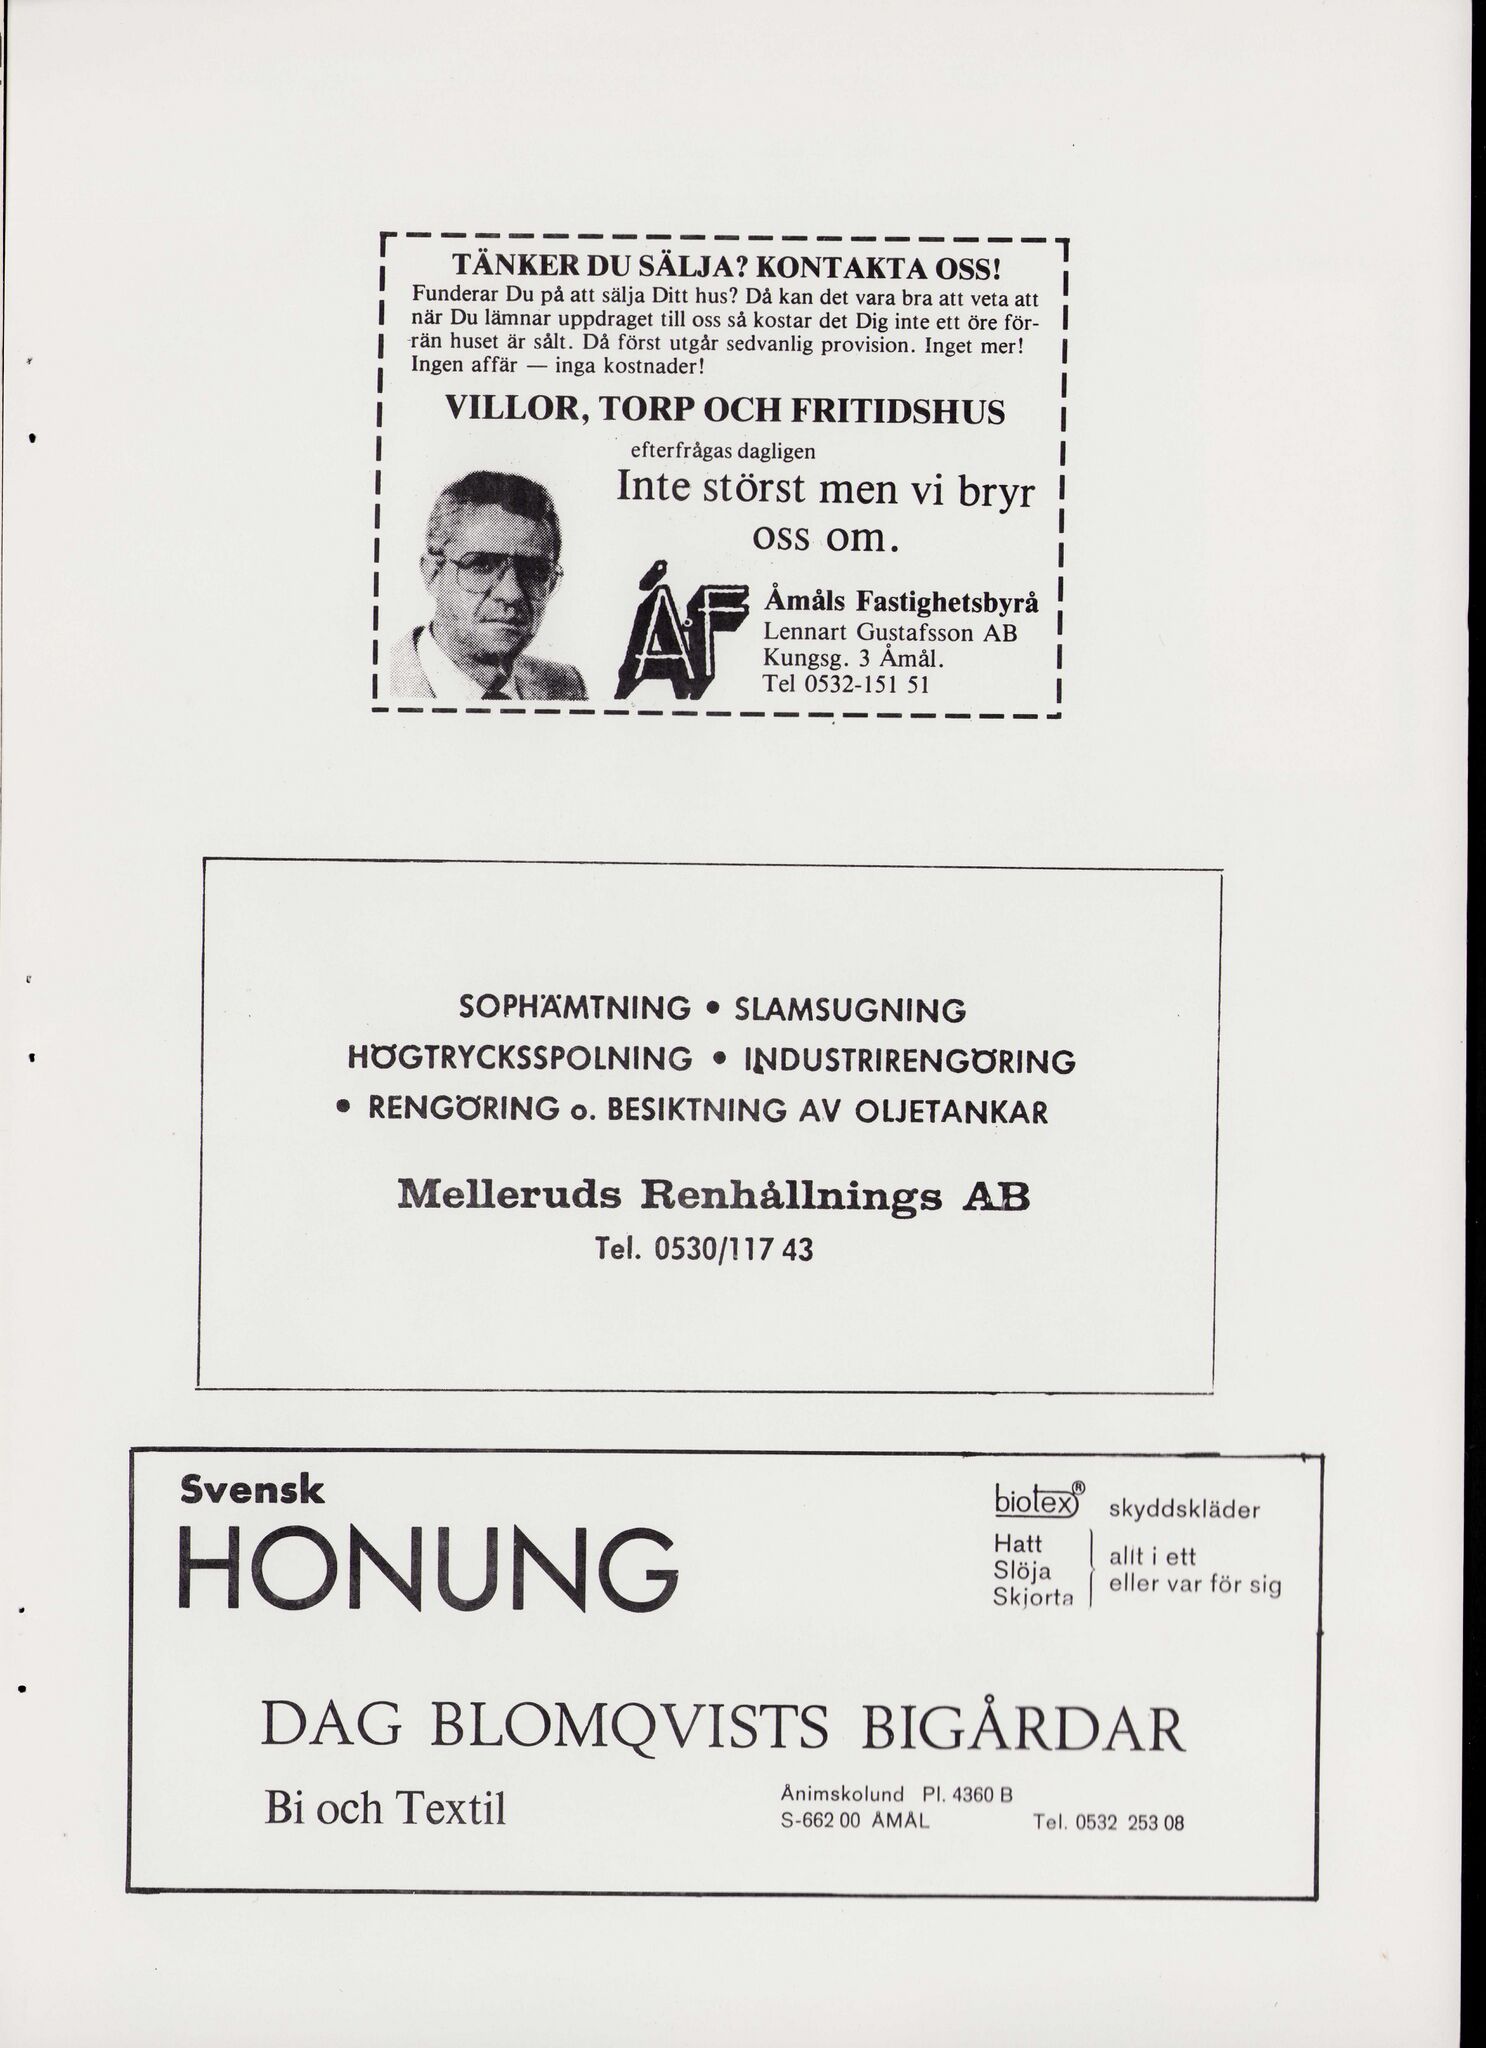 TÄNKER DU SÄLJA? KONTAKTA OSS!
Funderar Du på att sälja Ditt hus? Då kan det vara bra att veta att
när Du lämnar uppdraget till oss så kostar det Dig inte ett öre för-
rän huset är sålt. Då först utgår sedvanlig provision. Inget mer!
Ingen affär — inga kostnader!
VILLOR, TORP OCH FRITIDSHUS
efterfrågas dagligen
Inte störst men vi bryr
oss om.
ÅF
Åmåls Fastighetsbyrå
Lennart Gustafsson AB
Kungsg. 3 Åmål.
Tel 0532-151 51
SOPHÄMTNING • SLAMSUGNING
HÖGTRYCKSSPOLNING • INDUSTRIRENGÖRING
• RENGÖRING o. BESIKTNING AV OLJETANKAR
Melleruds Renhållnings AB
Tel. 0530/117 43
Svensk
HONUNG
biotex® skyddskläder
Hatt
Slöja
Skjorta
allt i ett
eller var för sig
DAG BLOMQVISTS BIGÅRDAR
Bi och Textil
Ånimskolund Pl. 4360 B
S-662 00 ÅMÅL
Tel. 0532 253 08